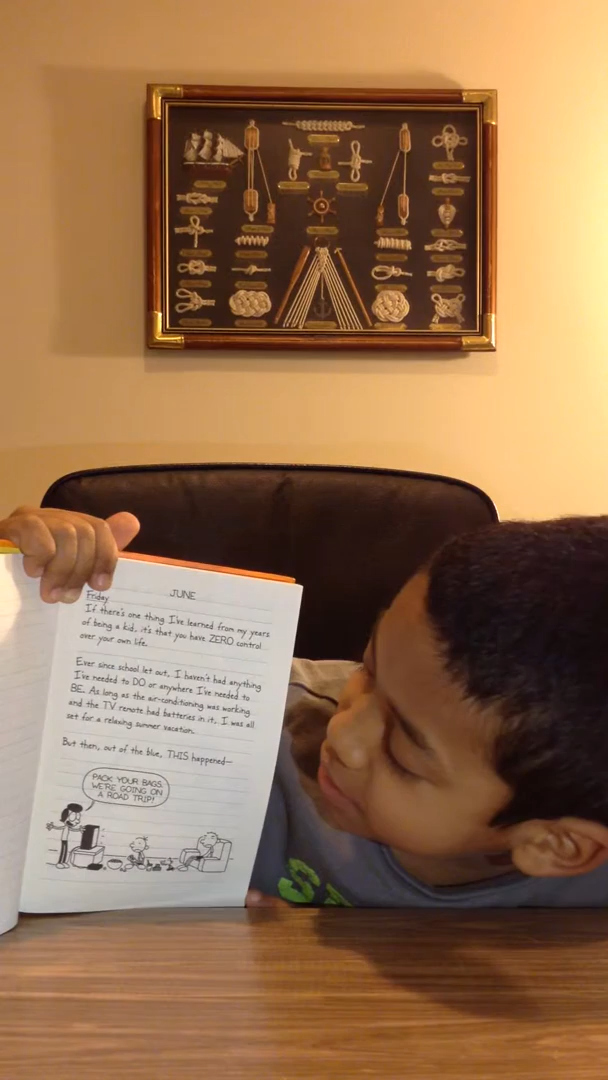 JUNE
Friday
If there's one thing I've learned from my years
of being a kid, it's that you have ZERO control
over your own life.
Ever since school let out, I haven't had anything
I've needed to DO or anywhere I've needed to
BE. As long as the air-conditioning was working
and the TV remote had batteries in it, I was all
set for a relaxing summer vacation.
But then, out of the blue, THIS happened—
PACK YOUR BAGS.
WE'RE GOING ON
A ROAD TRIP!